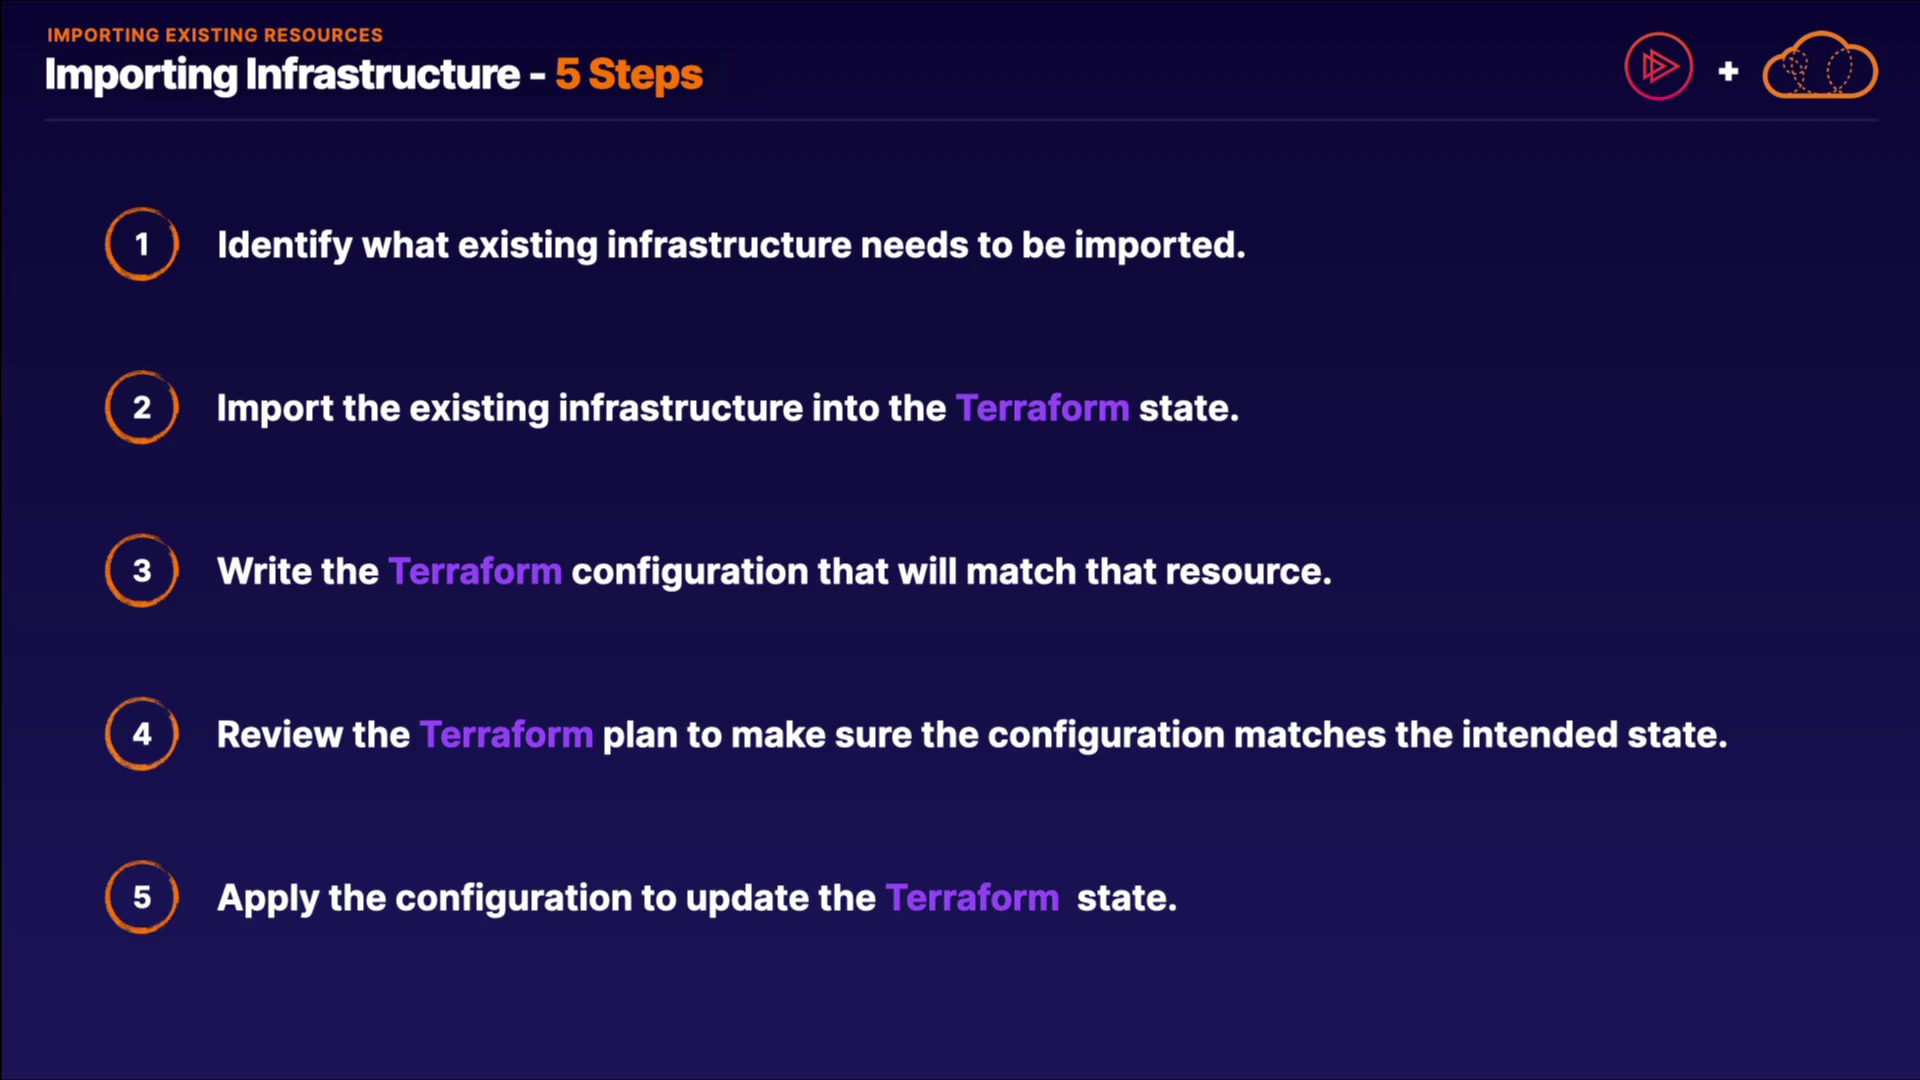 IMPORTING EXISTING RESOURCES
Importing Infrastructure - 5 Steps
+
1 Identify what existing infrastructure needs to be imported.
2 Import the existing infrastructure into the Terraform state.
3 Write the Terraform configuration that will match that resource.
4 Review the Terraform plan to make sure the configuration matches the intended state.
5 Apply the configuration to update the Terraform state.